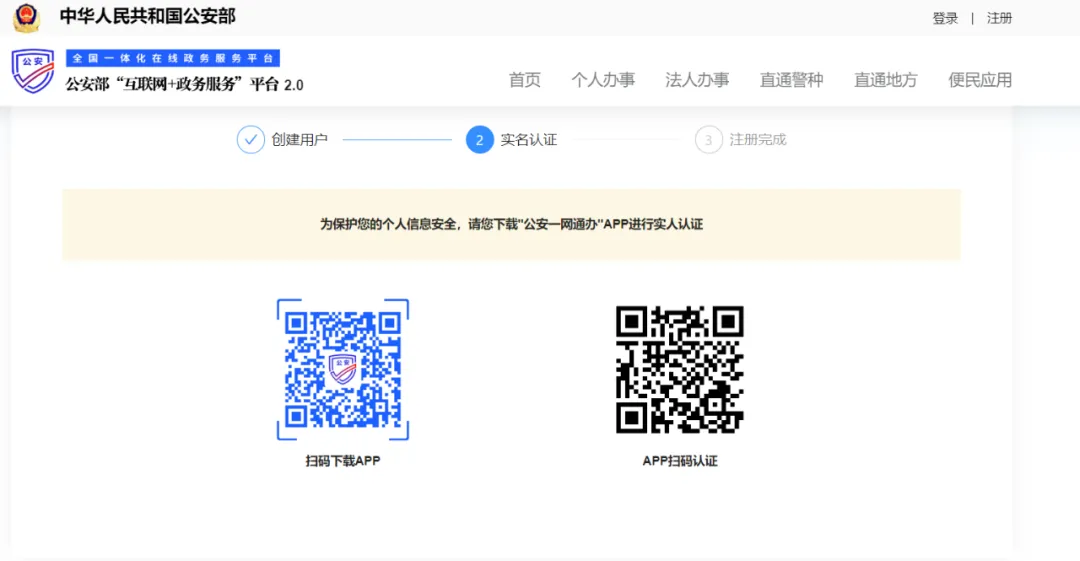 中华人民共和国公安部
登录 | 注册
公安
全国一体化在线政务服务平台
公安部“互联网+政务服务”平台 2.0
首页 个人办事 法人办事 直通警种 直通地方 便民应用
创建用户 2 实名认证 3 注册完成
为保护您的个人信息安全，请您下载"公安一网通办"APP进行实人认证
公安
扫码下载APP APP扫码认证